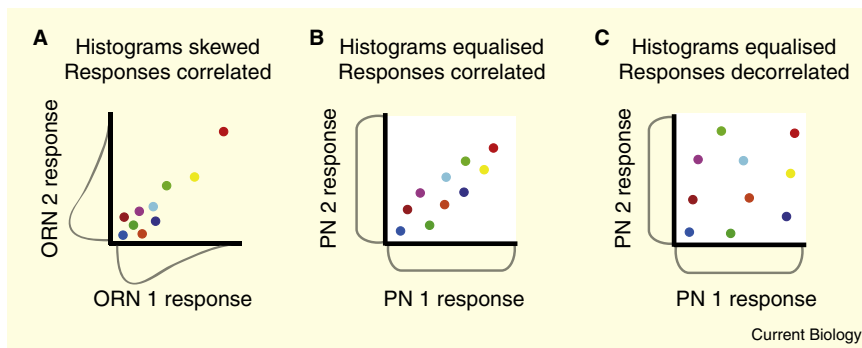 A
Histograms skewed
Responses correlated
ORN 2 response
ORN 1 response
B
Histograms equalised
Responses correlated
PN 2 response
PN 1 response
C
Histograms equalised
Responses decorrelated
PN 2 response
PN 1 response
Current Biology